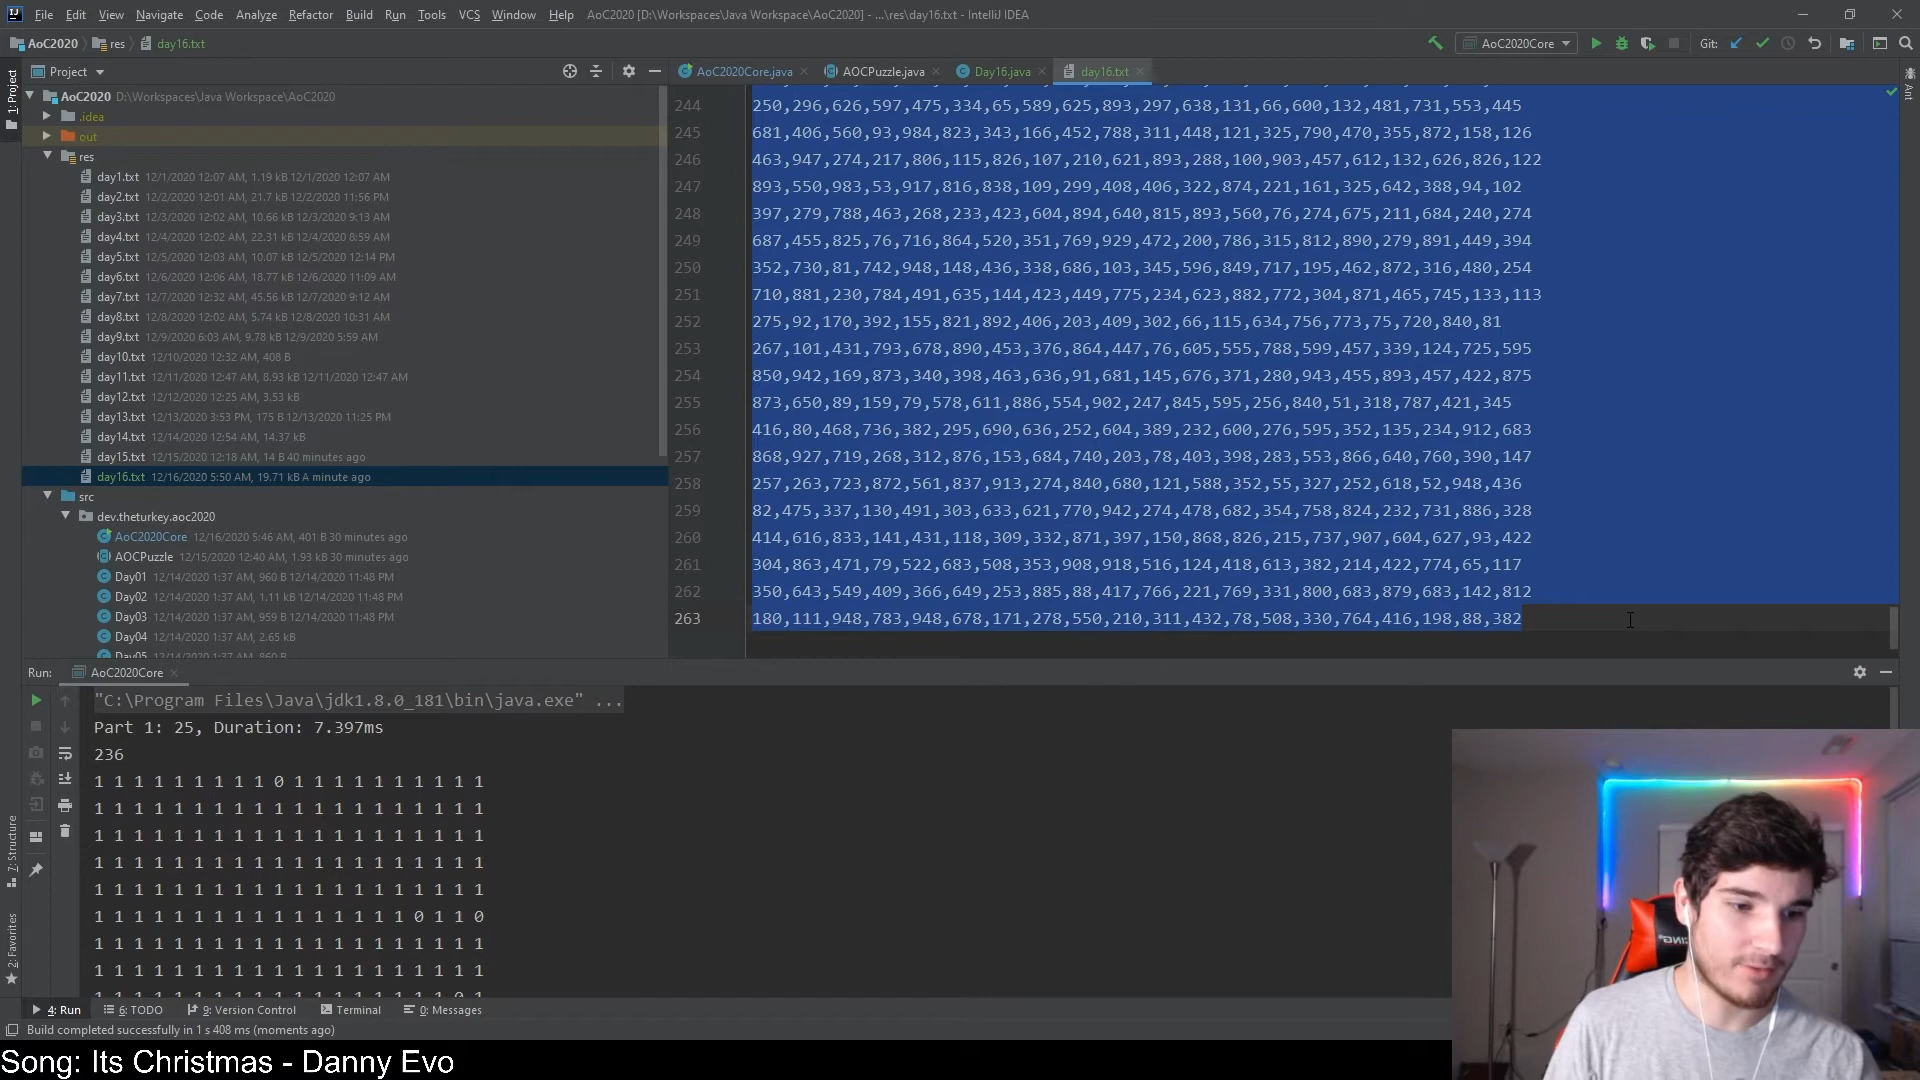 File Edit View Navigate Code Analyze Refactor Build Run Tools VCS Window Help AoC2020 [D:\Workspaces\Java Workspace\AoC2020] - ...\res\day16.txt - IntelliJ IDEA
AoC2020 res day16.txt
AoC2020Core Git:
Project
AoC2020Core.java AOCPuzzle.java Day16.java day16.txt
1: Project
Ant
AoC2020 D:\Workspaces\Java Workspace\AoC2020
.idea
out
res
day1.txt 12/1/2020 12:07 AM, 1.19 kB 12/1/2020 12:07 AM
day2.txt 12/2/2020 12:01 AM, 21.7 kB 12/2/2020 11:56 PM
day3.txt 12/3/2020 12:02 AM, 10.66 kB 12/3/2020 9:13 AM
day4.txt 12/4/2020 12:02 AM, 22.31 kB 12/4/2020 8:59 AM
day5.txt 12/5/2020 12:03 AM, 10.07 kB 12/5/2020 12:14 PM
day6.txt 12/6/2020 12:06 AM, 18.77 kB 12/6/2020 11:09 AM
day7.txt 12/7/2020 12:32 AM, 45.56 kB 12/7/2020 9:12 AM
day8.txt 12/8/2020 12:02 AM, 5.74 kB 12/8/2020 10:31 AM
day9.txt 12/9/2020 6:03 AM, 9.78 kB 12/9/2020 5:59 AM
day10.txt 12/10/2020 12:32 AM, 408 B
day11.txt 12/11/2020 12:47 AM, 8.93 kB 12/11/2020 12:47 AM
day12.txt 12/12/2020 12:25 AM, 3.53 kB
day13.txt 12/13/2020 3:53 PM, 175 B 12/13/2020 11:25 PM
day14.txt 12/14/2020 12:54 AM, 14.37 kB
day15.txt 12/15/2020 12:18 AM, 14 B 40 minutes ago
day16.txt 12/16/2020 5:50 AM, 19.71 kB A minute ago
src
dev.theturkey.aoc2020
AoC2020Core 12/16/2020 5:46 AM, 401 B 30 minutes ago
AOCPuzzle 12/15/2020 12:40 AM, 1.93 kB 30 minutes ago
Day01 12/14/2020 1:37 AM, 960 B 12/14/2020 11:48 PM
Day02 12/14/2020 1:37 AM, 1.11 kB 12/14/2020 11:48 PM
Day03 12/14/2020 1:37 AM, 959 B 12/14/2020 11:48 PM
Day04 12/14/2020 1:37 AM, 2.65 kB
Day05 12/14/2020 1:37 AM, 860 B
244 250,296,626,597,475,334,65,589,625,893,297,638,131,66,600,132,481,731,553,445
245 681,406,560,93,984,823,343,166,452,788,311,448,121,325,790,470,355,872,158,126
246 463,947,274,217,806,115,826,107,210,621,893,288,100,903,457,612,132,626,826,122
247 893,550,983,53,917,816,838,109,299,408,406,322,874,221,161,325,642,388,94,102
248 397,279,788,463,268,233,423,604,894,640,815,893,560,76,274,675,211,684,240,274
249 687,455,825,76,716,864,520,351,769,929,472,200,786,315,812,890,279,891,449,394
250 352,730,81,742,948,148,436,338,686,103,345,596,849,717,195,462,872,316,480,254
251 710,881,230,784,491,635,144,423,449,775,234,623,882,772,304,871,465,745,133,113
252 275,92,170,392,155,821,892,406,203,409,302,66,115,634,756,773,75,720,840,81
253 267,101,431,793,678,890,453,376,864,447,76,605,555,788,599,457,339,124,725,595
254 850,942,169,873,340,398,463,636,91,681,145,676,371,280,943,455,893,457,422,875
255 873,650,89,159,79,578,611,886,554,902,247,845,595,256,840,51,318,787,421,345
256 416,80,468,736,382,295,690,636,252,604,389,232,600,276,595,352,135,234,912,683
257 868,927,719,268,312,876,153,684,740,203,78,403,398,283,553,866,640,760,390,147
258 257,263,723,872,561,837,913,274,840,680,121,588,352,55,327,252,618,52,948,436
259 82,475,337,130,491,303,633,621,770,942,274,478,682,354,758,824,232,731,886,328
260 414,616,833,141,431,118,309,332,871,397,150,868,826,215,737,907,604,627,93,422
261 304,863,471,79,522,683,508,353,908,918,516,124,418,613,382,214,422,774,65,117
262 350,643,549,409,366,649,253,885,88,417,766,221,769,331,800,683,879,683,142,812
263 180,111,948,783,948,678,171,278,550,210,311,432,78,508,330,764,416,198,88,382
Run: AoC2020Core
"C:\Program Files\Java\jdk1.8.0_181\bin\java.exe" ...
Part 1: 25, Duration: 7.397ms
236
1 1 1 1 1 1 1 1 1 0 1 1 1 1 1 1 1 1 1 1
1 1 1 1 1 1 1 1 1 1 1 1 1 1 1 1 1 1 1 1
1 1 1 1 1 1 1 1 1 1 1 1 1 1 1 1 1 1 1 1
1 1 1 1 1 1 1 1 1 1 1 1 1 1 1 1 1 1 1 1
1 1 1 1 1 1 1 1 1 1 1 1 1 1 1 1 1 1 1 1
1 1 1 1 1 1 1 1 1 1 1 1 1 1 1 1 0 1 1 0
1 1 1 1 1 1 1 1 1 1 1 1 1 1 1 1 1 1 1 1
1 1 1 1 1 1 1 1 1 1 1 1 1 1 1 1 1 1 1 1
1 1 1 1 1 1 1 1 1 1 1 1 1 1 1 1 1 1 0 1
7: Structure
2: Favorites
4: Run 6: TODO 9: Version Control Terminal 0: Messages
Build completed successfully in 1 s 408 ms (moments ago)
Song: Its Christmas - Danny Evo